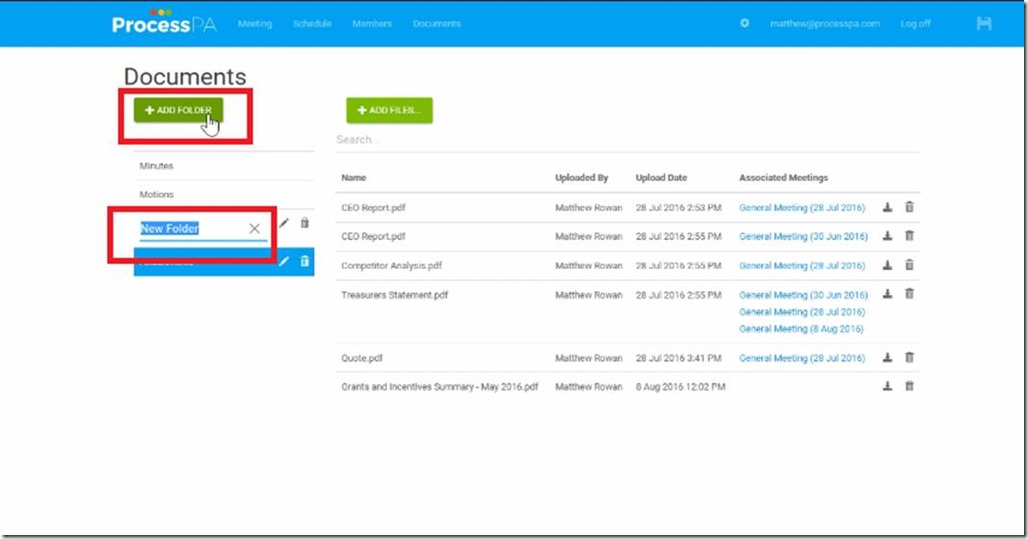 ProcessPA Meeting Schedule Members Documents matthew@processpa.com Log off
Documents
ADD FOLDER
ADD FILES...
Search...
Minutes
Motions
New Folder
Name Uploaded By Upload Date Associated Meetings
CEO Report.pdf Matthew Rowan 28 Jul 2016 2:53 PM General Meeting (28 Jul 2016)
CEO Report.pdf Matthew Rowan 28 Jul 2016 2:55 PM General Meeting (30 Jun 2016)
Competitor Analysis.pdf Matthew Rowan 28 Jul 2016 2:55 PM General Meeting (28 Jul 2016)
Treasurers Statement.pdf Matthew Rowan 28 Jul 2016 2:55 PM General Meeting (30 Jun 2016)
General Meeting (28 Jul 2016)
General Meeting (8 Aug 2016)
Quote.pdf Matthew Rowan 28 Jul 2016 3:41 PM General Meeting (28 Jul 2016)
Grants and Incentives Summary - May 2016.pdf Matthew Rowan 8 Aug 2016 12:02 PM